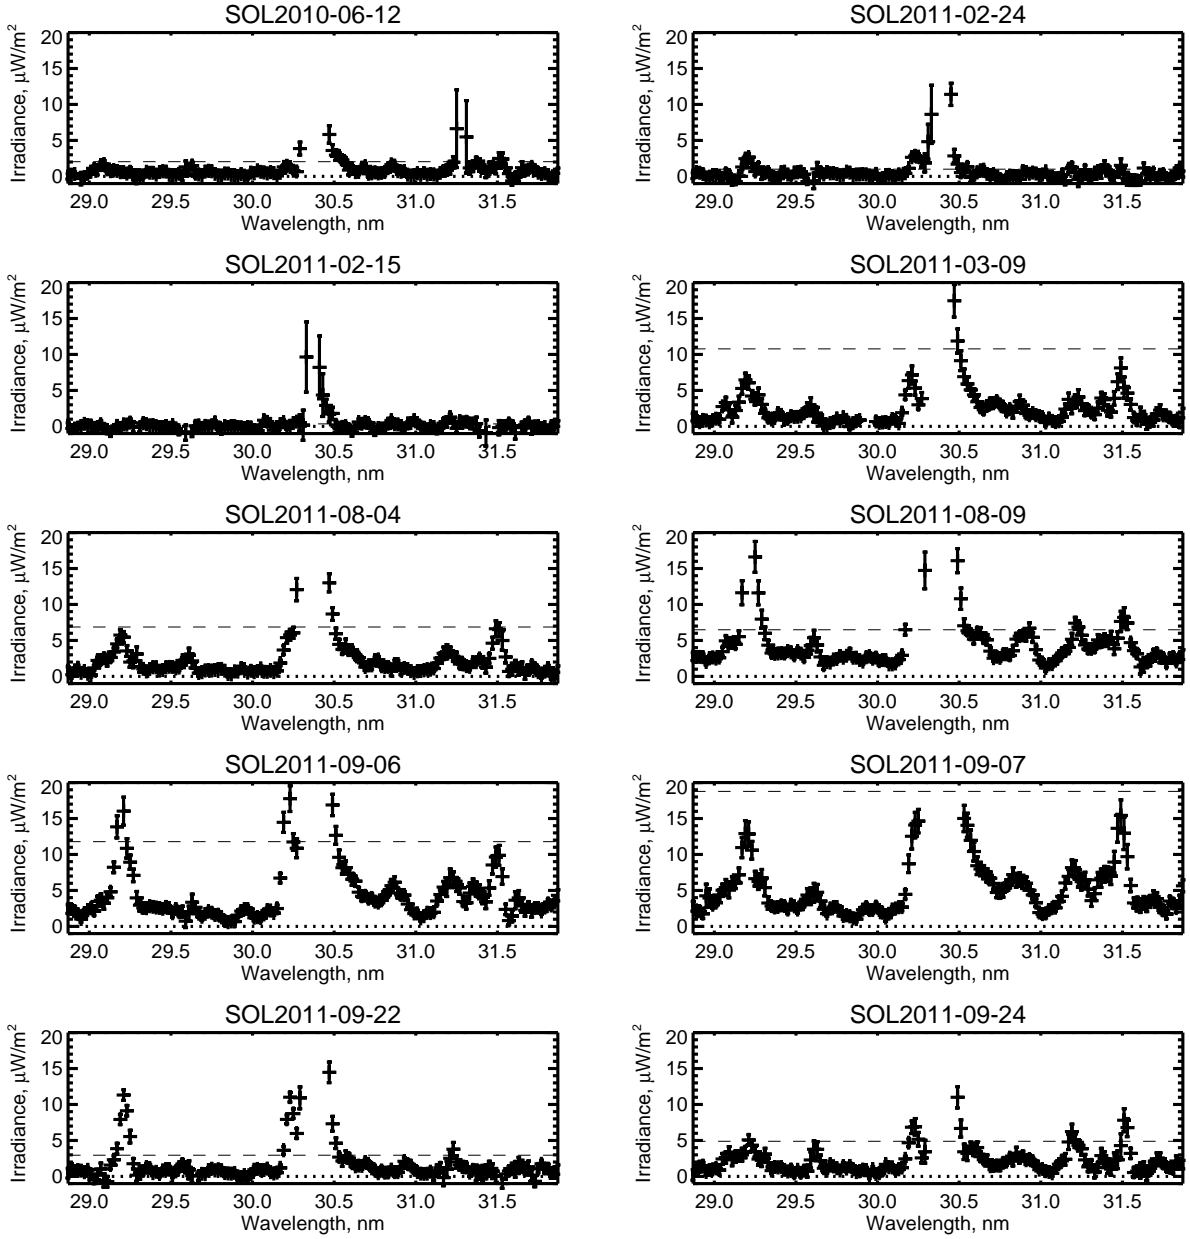 SOL2010-06-12
Irradiance, μW/m²
20
15
10
5
0
29.0 29.5 30.0 30.5 31.0 31.5
Wavelength, nm
SOL2011-02-24
Irradiance, μW/m²
20
15
10
5
0
29.0 29.5 30.0 30.5 31.0 31.5
Wavelength, nm
SOL2011-02-15
Irradiance, μW/m²
20
15
10
5
0
29.0 29.5 30.0 30.5 31.0 31.5
Wavelength, nm
SOL2011-03-09
Irradiance, μW/m²
20
15
10
5
0
29.0 29.5 30.0 30.5 31.0 31.5
Wavelength, nm
SOL2011-08-04
Irradiance, μW/m²
20
15
10
5
0
29.0 29.5 30.0 30.5 31.0 31.5
Wavelength, nm
SOL2011-08-09
Irradiance, μW/m²
20
15
10
5
0
29.0 29.5 30.0 30.5 31.0 31.5
Wavelength, nm
SOL2011-09-06
Irradiance, μW/m²
20
15
10
5
0
29.0 29.5 30.0 30.5 31.0 31.5
Wavelength, nm
SOL2011-09-07
Irradiance, μW/m²
20
15
10
5
0
29.0 29.5 30.0 30.5 31.0 31.5
Wavelength, nm
SOL2011-09-22
Irradiance, μW/m²
20
15
10
5
0
29.0 29.5 30.0 30.5 31.0 31.5
Wavelength, nm
SOL2011-09-24
Irradiance, μW/m²
20
15
10
5
0
29.0 29.5 30.0 30.5 31.0 31.5
Wavelength, nm